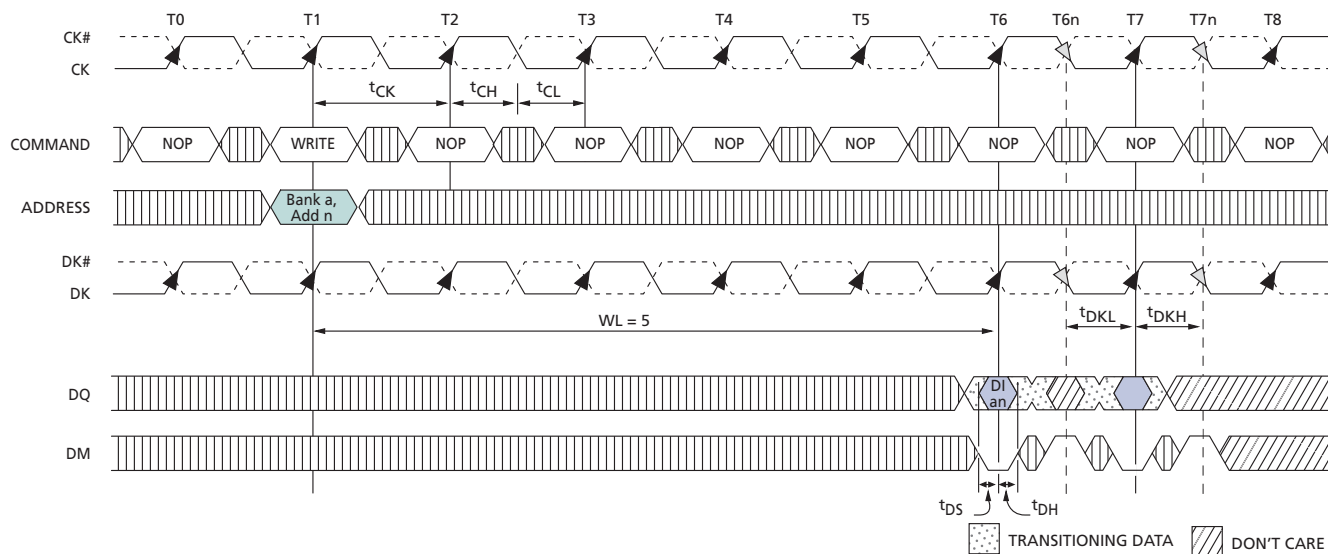 T0 T1 T2 T3 T4 T5 T6 T6n T7 T7n T8
CK#
CK
tCK tCH tCL
COMMAND NOP WRITE NOP NOP NOP NOP NOP NOP NOP
ADDRESS Bank a,
Add n
DK#
DK
WL = 5 tDKL tDKH
DQ DI
an
DM
tDS tDH
TRANSITIONING DATA DON'T CARE